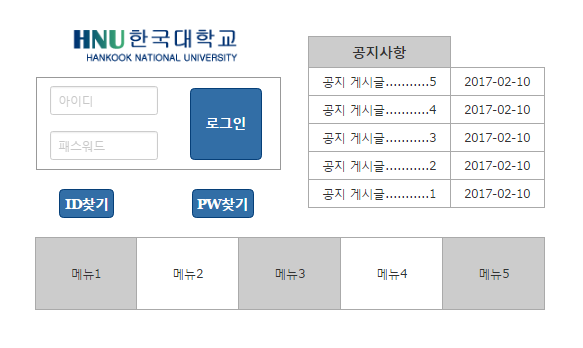 HNU 한국대학교
HANKOOK NATIONAL UNIVERSITY
아이디
패스워드
로그인
ID찾기
PW찾기
공지사항
공지 게시글...........5 2017-02-10
공지 게시글...........4 2017-02-10
공지 게시글...........3 2017-02-10
공지 게시글...........2 2017-02-10
공지 게시글...........1 2017-02-10
메뉴1 메뉴2 메뉴3 메뉴4 메뉴5